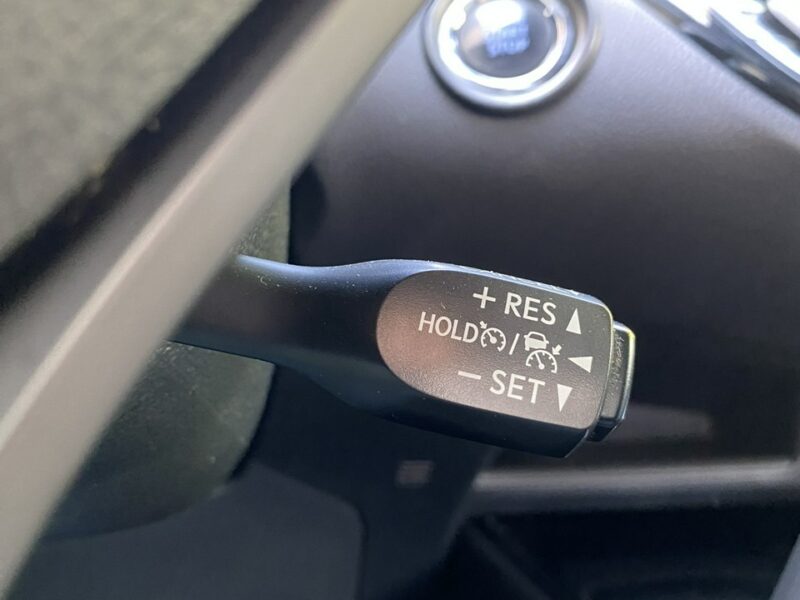 + RES ▲
HOLD / ◀
− SET ▼